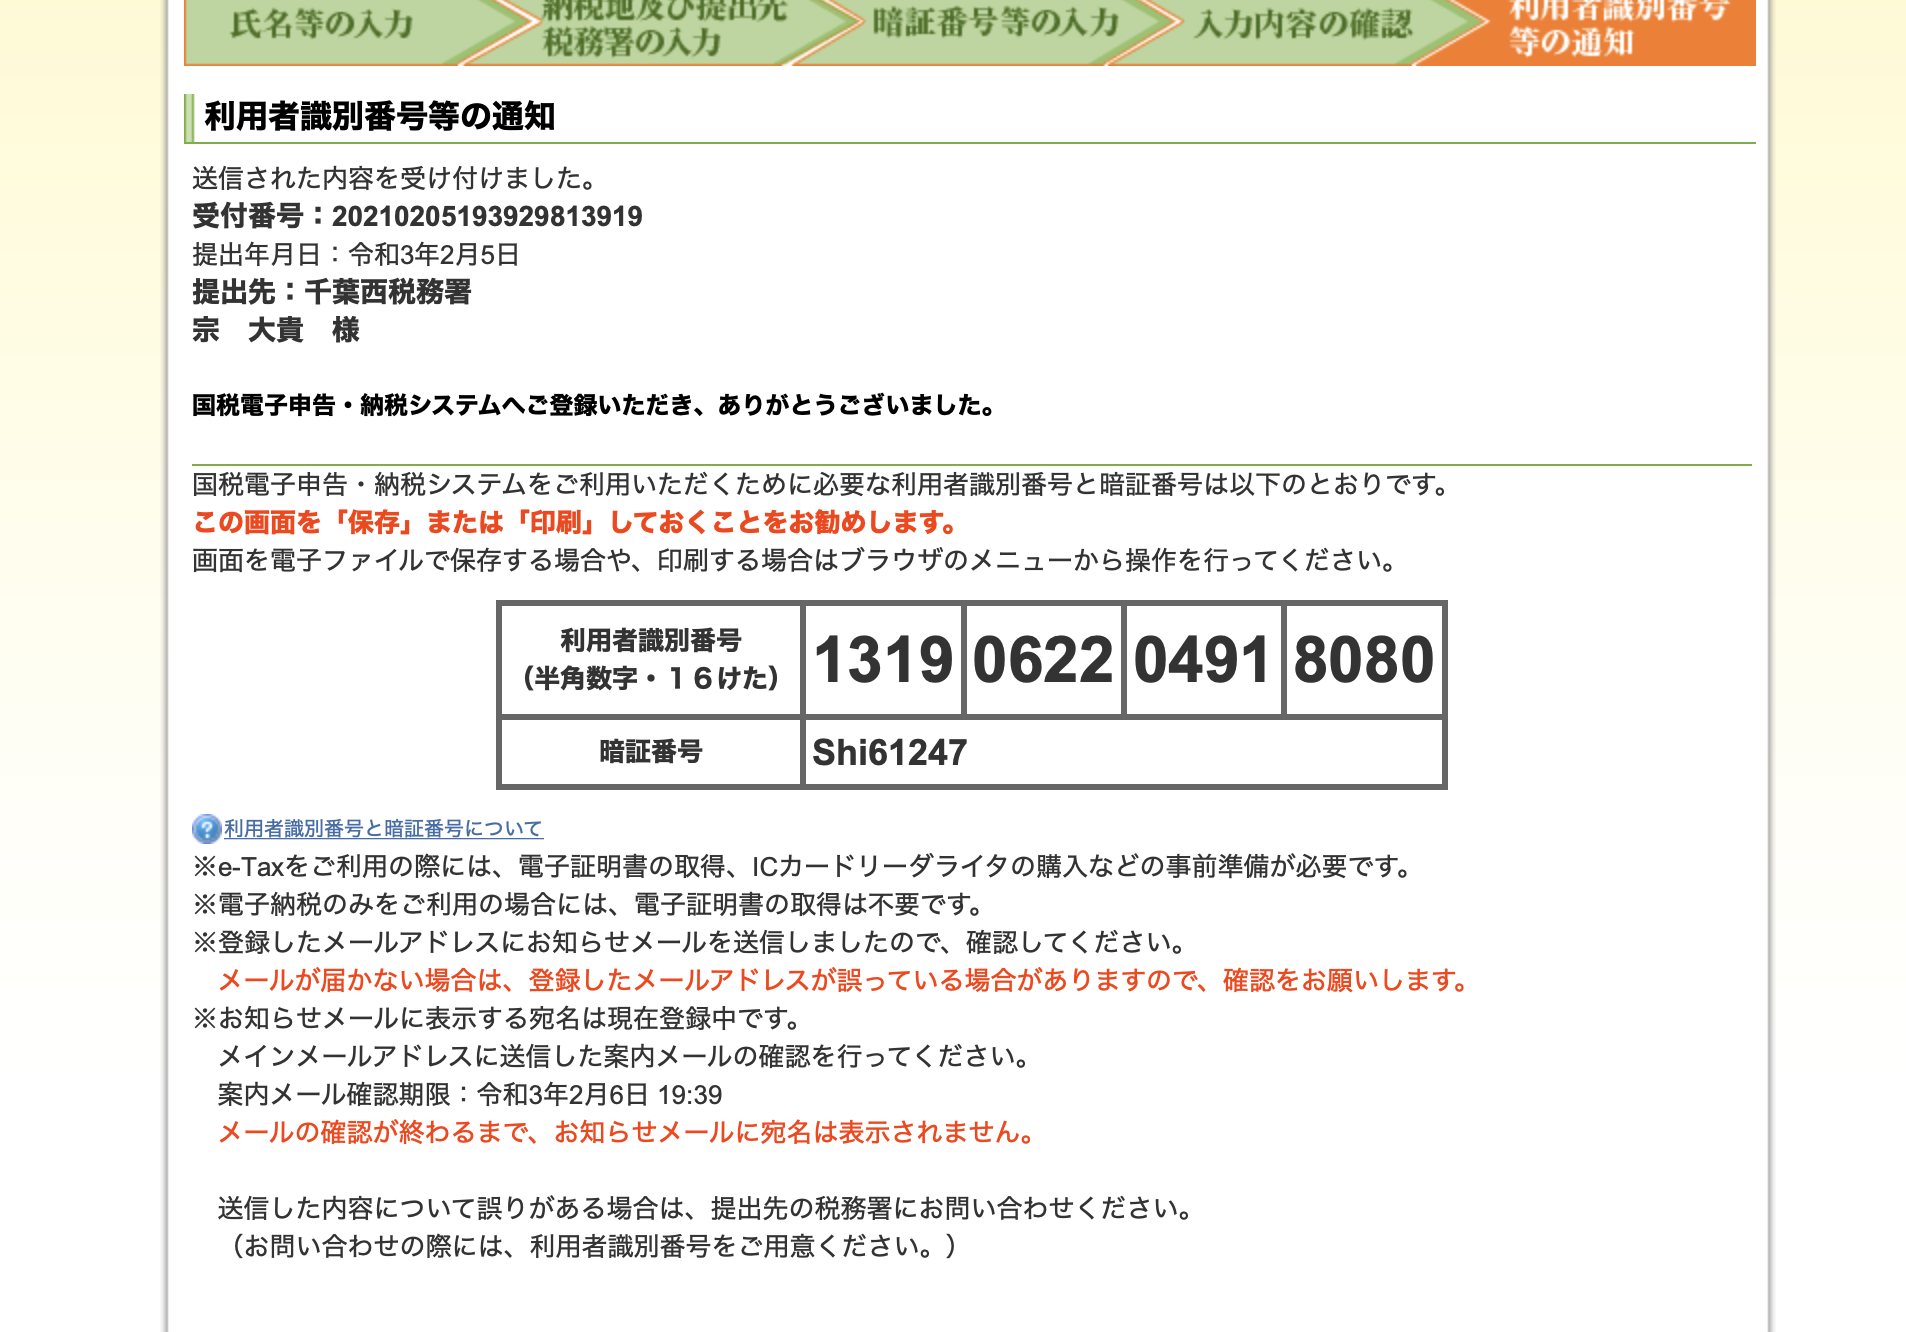 氏名等の入力
納税地及び提出先
税務署の入力
暗証番号等の入力
入力内容の確認
利用者識別番号
等の通知
利用者識別番号等の通知
送信された内容を受け付けました。
受付番号：20210205193929813919
提出年月日：令和3年2月5日
提出先：千葉西税務署
宗　大貴　様
国税電子申告・納税システムへご登録いただき、ありがとうございました。
国税電子申告・納税システムをご利用いただくために必要な利用者識別番号と暗証番号は以下のとおりです。
この画面を「保存」または「印刷」しておくことをお勧めします。
画面を電子ファイルで保存する場合や、印刷する場合はブラウザのメニューから操作を行ってください。
利用者識別番号
（半角数字・１６けた）
1319 0622 0491 8080
暗証番号 Shi61247
?利用者識別番号と暗証番号について
※e-Taxをご利用の際には、電子証明書の取得、ICカードリーダライタの購入などの事前準備が必要です。
※電子納税のみをご利用の場合には、電子証明書の取得は不要です。
※登録したメールアドレスにお知らせメールを送信しましたので、確認してください。
メールが届かない場合は、登録したメールアドレスが誤っている場合がありますので、確認をお願いします。
※お知らせメールに表示する宛名は現在登録中です。
メインメールアドレスに送信した案内メールの確認を行ってください。
案内メール確認期限：令和3年2月6日 19:39
メールの確認が終わるまで、お知らせメールに宛名は表示されません。
送信した内容について誤りがある場合は、提出先の税務署にお問い合わせください。
（お問い合わせの際には、利用者識別番号をご用意ください。）